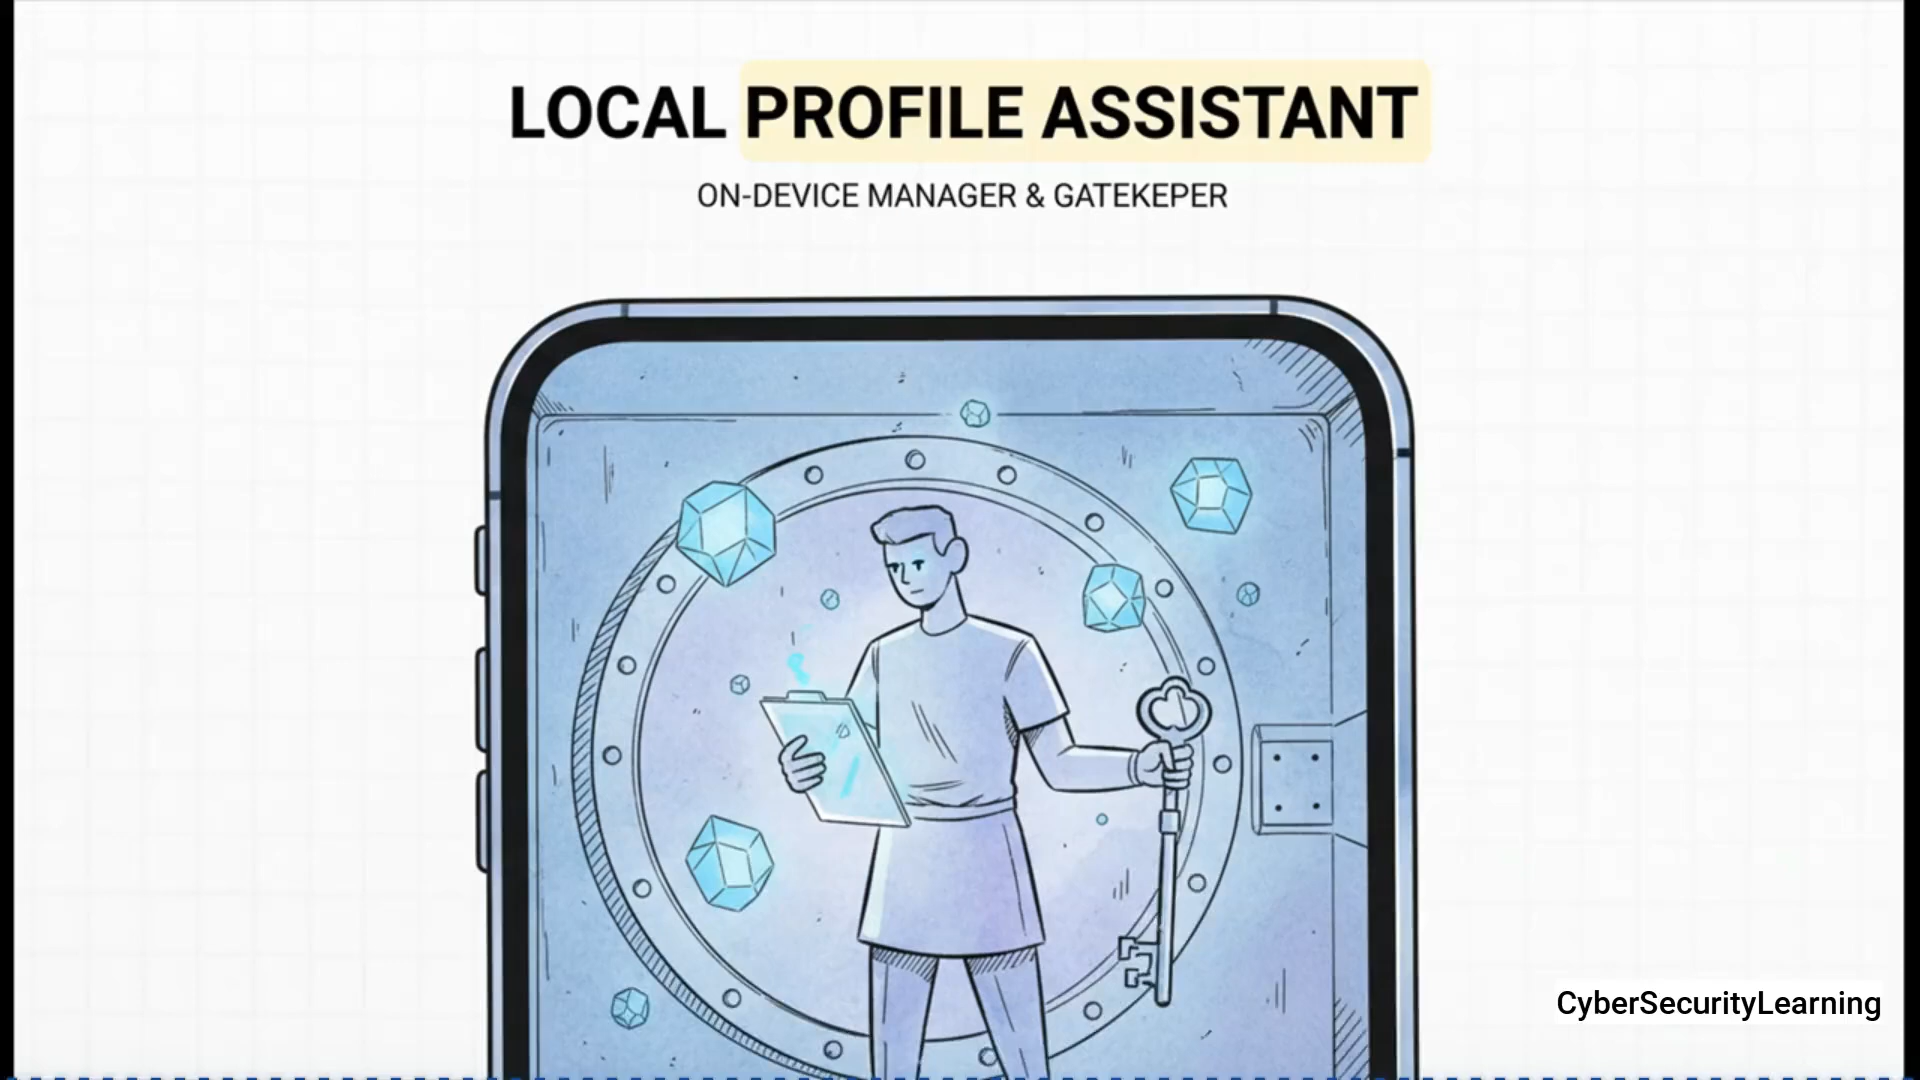 LOCAL PROFILE ASSISTANT
ON-DEVICE MANAGER & GATEKEPER
CyberSecurityLearning